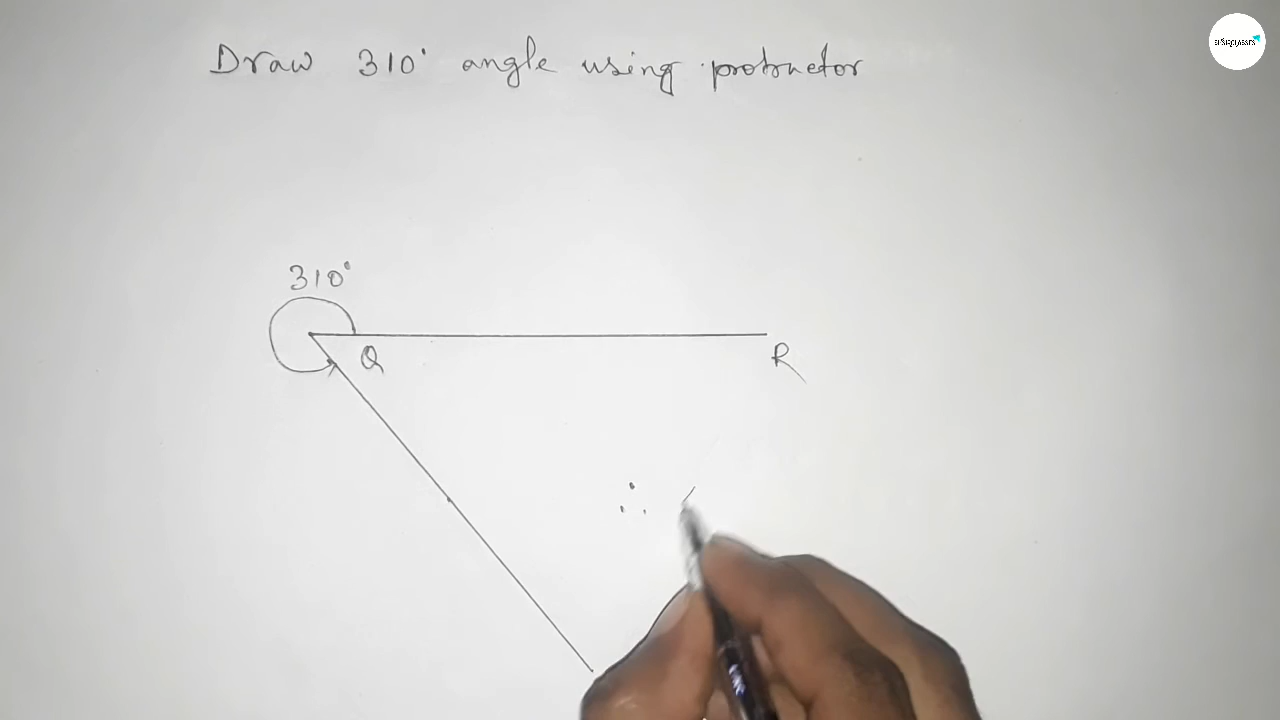 Draw 310° angle using protractor
310°
Q
R
∴